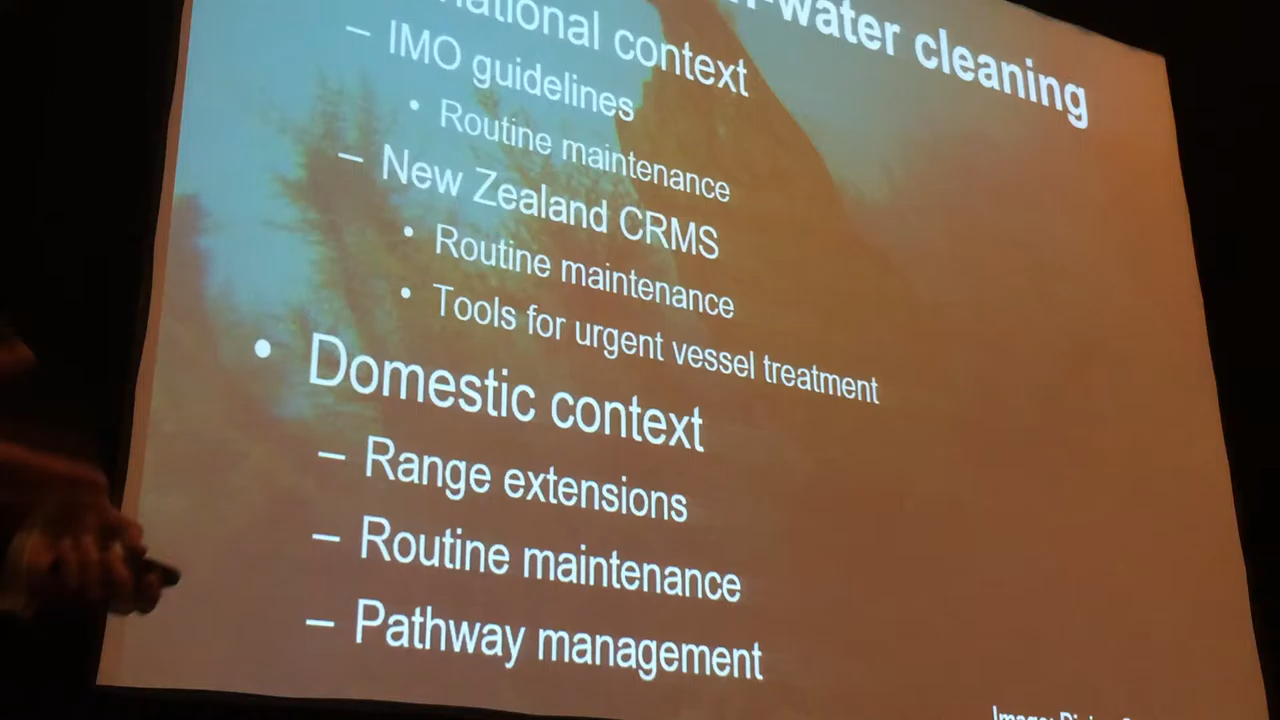 water cleaning
context
– IMO guidelines
• Routine maintenance
– New Zealand CRMS
• Routine maintenance
• Tools for urgent vessel treatment
• Domestic context
– Range extensions
– Routine maintenance
– Pathway management